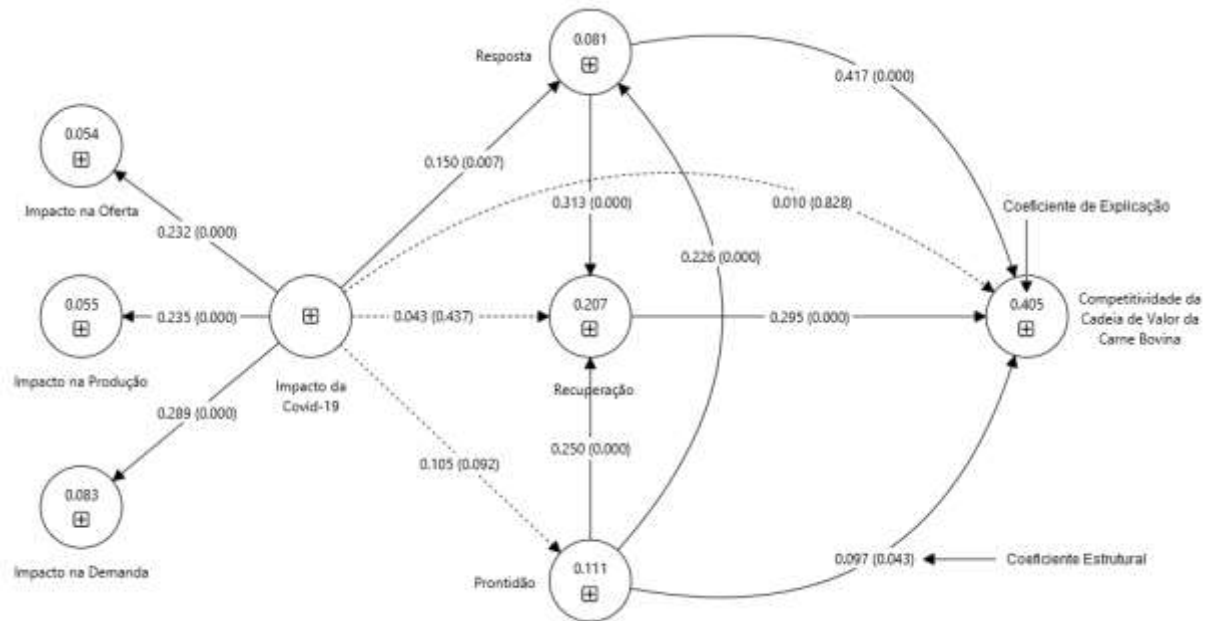 0.081
Resposta
0.417 (0.000)
0.054
0.150 (0.007)
Impacto na Oferta
0.313 (0.000)
0.010 (0.828)
Coeficiente de Explicação
0.232 (0.000)
0.226 (0.000)
0.055
0.235 (0.000)
0.043 (0.437)
0.207
0.295 (0.000)
0.405
Competitividade da
Cadeia de Valor da
Carne Bovina
Impacto na Produção
Impacto da
Covid-19
Recuperação
0.289 (0.000)
0.250 (0.000)
0.105 (0.092)
0.083
Impacto na Demanda
Prontidão
0.111
0.097 (0.043)
Coeficiente Estrutural